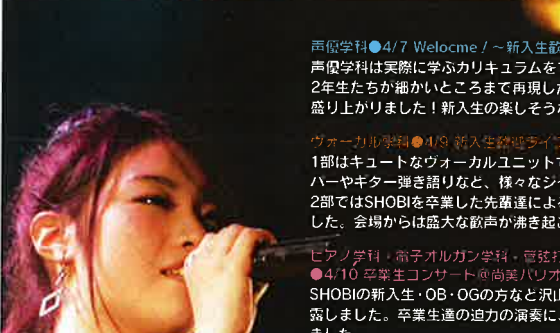 声優学科●4/7 Welocme！～新入生歓
声優学科は実際に学ぶカリキュラムを
2年生たちが細かいところまで再現した
盛り上がりました！新入生の楽しそうな
ヴォーカル学科●4/9 新入生歓迎ライブ
1部はキュートなヴォーカルユニットで
バーやギター弾き語りなど、様々なジャ
2部ではSHOBIを卒業した先輩達によ
した。会場からは盛大な歓声が沸き起こ
ピアノ学科・電子オルガン学科・管弦打
●4/10 卒業生コンサート＠尚美バリオ
SHOBIの新入生・OB・OGの方など沢山
露しました。卒業生達の迫力の演奏に、
ました。